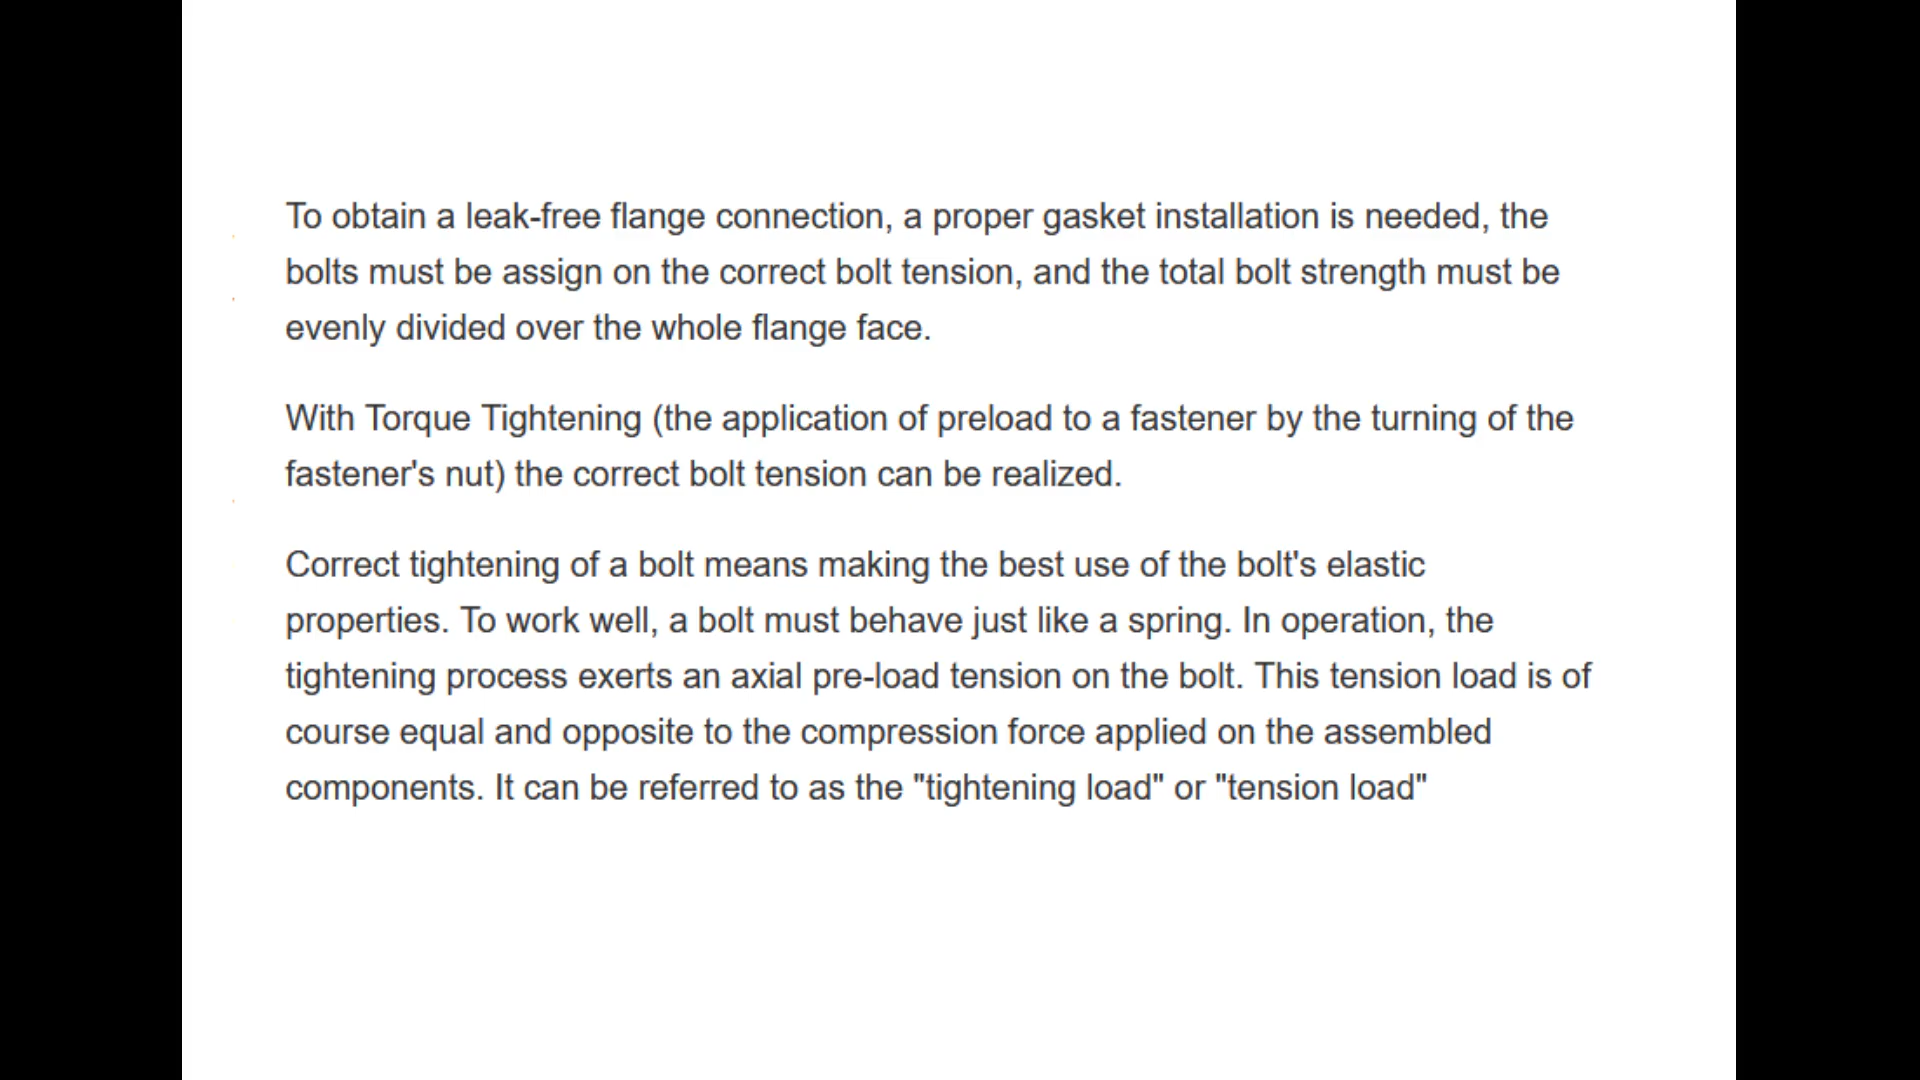 To obtain a leak-free flange connection, a proper gasket installation is needed, the
bolts must be assign on the correct bolt tension, and the total bolt strength must be
evenly divided over the whole flange face.
With Torque Tightening (the application of preload to a fastener by the turning of the
fastener's nut) the correct bolt tension can be realized.
Correct tightening of a bolt means making the best use of the bolt's elastic
properties. To work well, a bolt must behave just like a spring. In operation, the
tightening process exerts an axial pre-load tension on the bolt. This tension load is of
course equal and opposite to the compression force applied on the assembled
components. It can be referred to as the "tightening load" or "tension load"